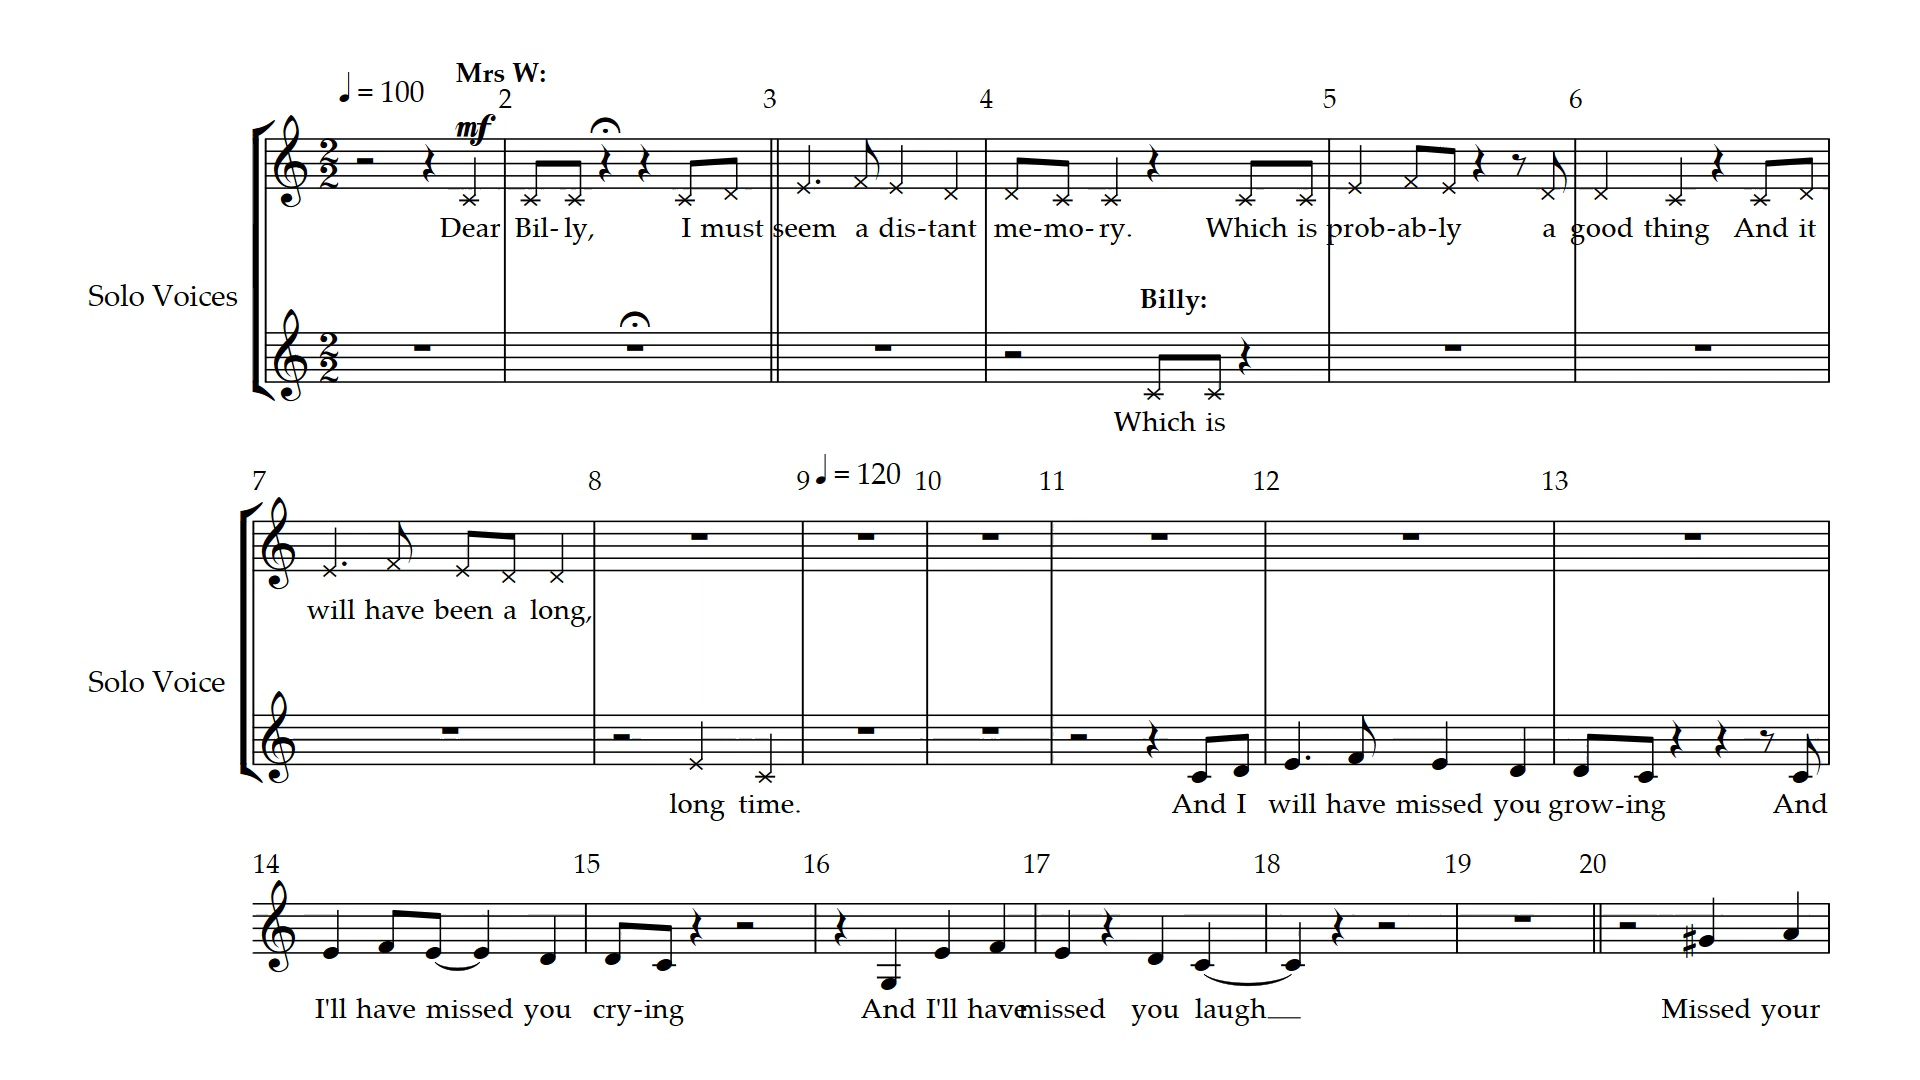 Mrs W:
♩ = 100
2 3 4 5 6
mf
Dear Bil- ly, I must seem a dis-tant me-mo-ry. Which is prob-ab-ly a good thing And it
Solo Voices
Billy:
Which is
7 8 9 ♩ = 120 10 11 12 13
will have been a long,
Solo Voice
long time. And I will have missed you grow-ing And
14 15 16 17 18 19 20
I'll have missed you cry-ing And I'll have missed you laugh Missed your